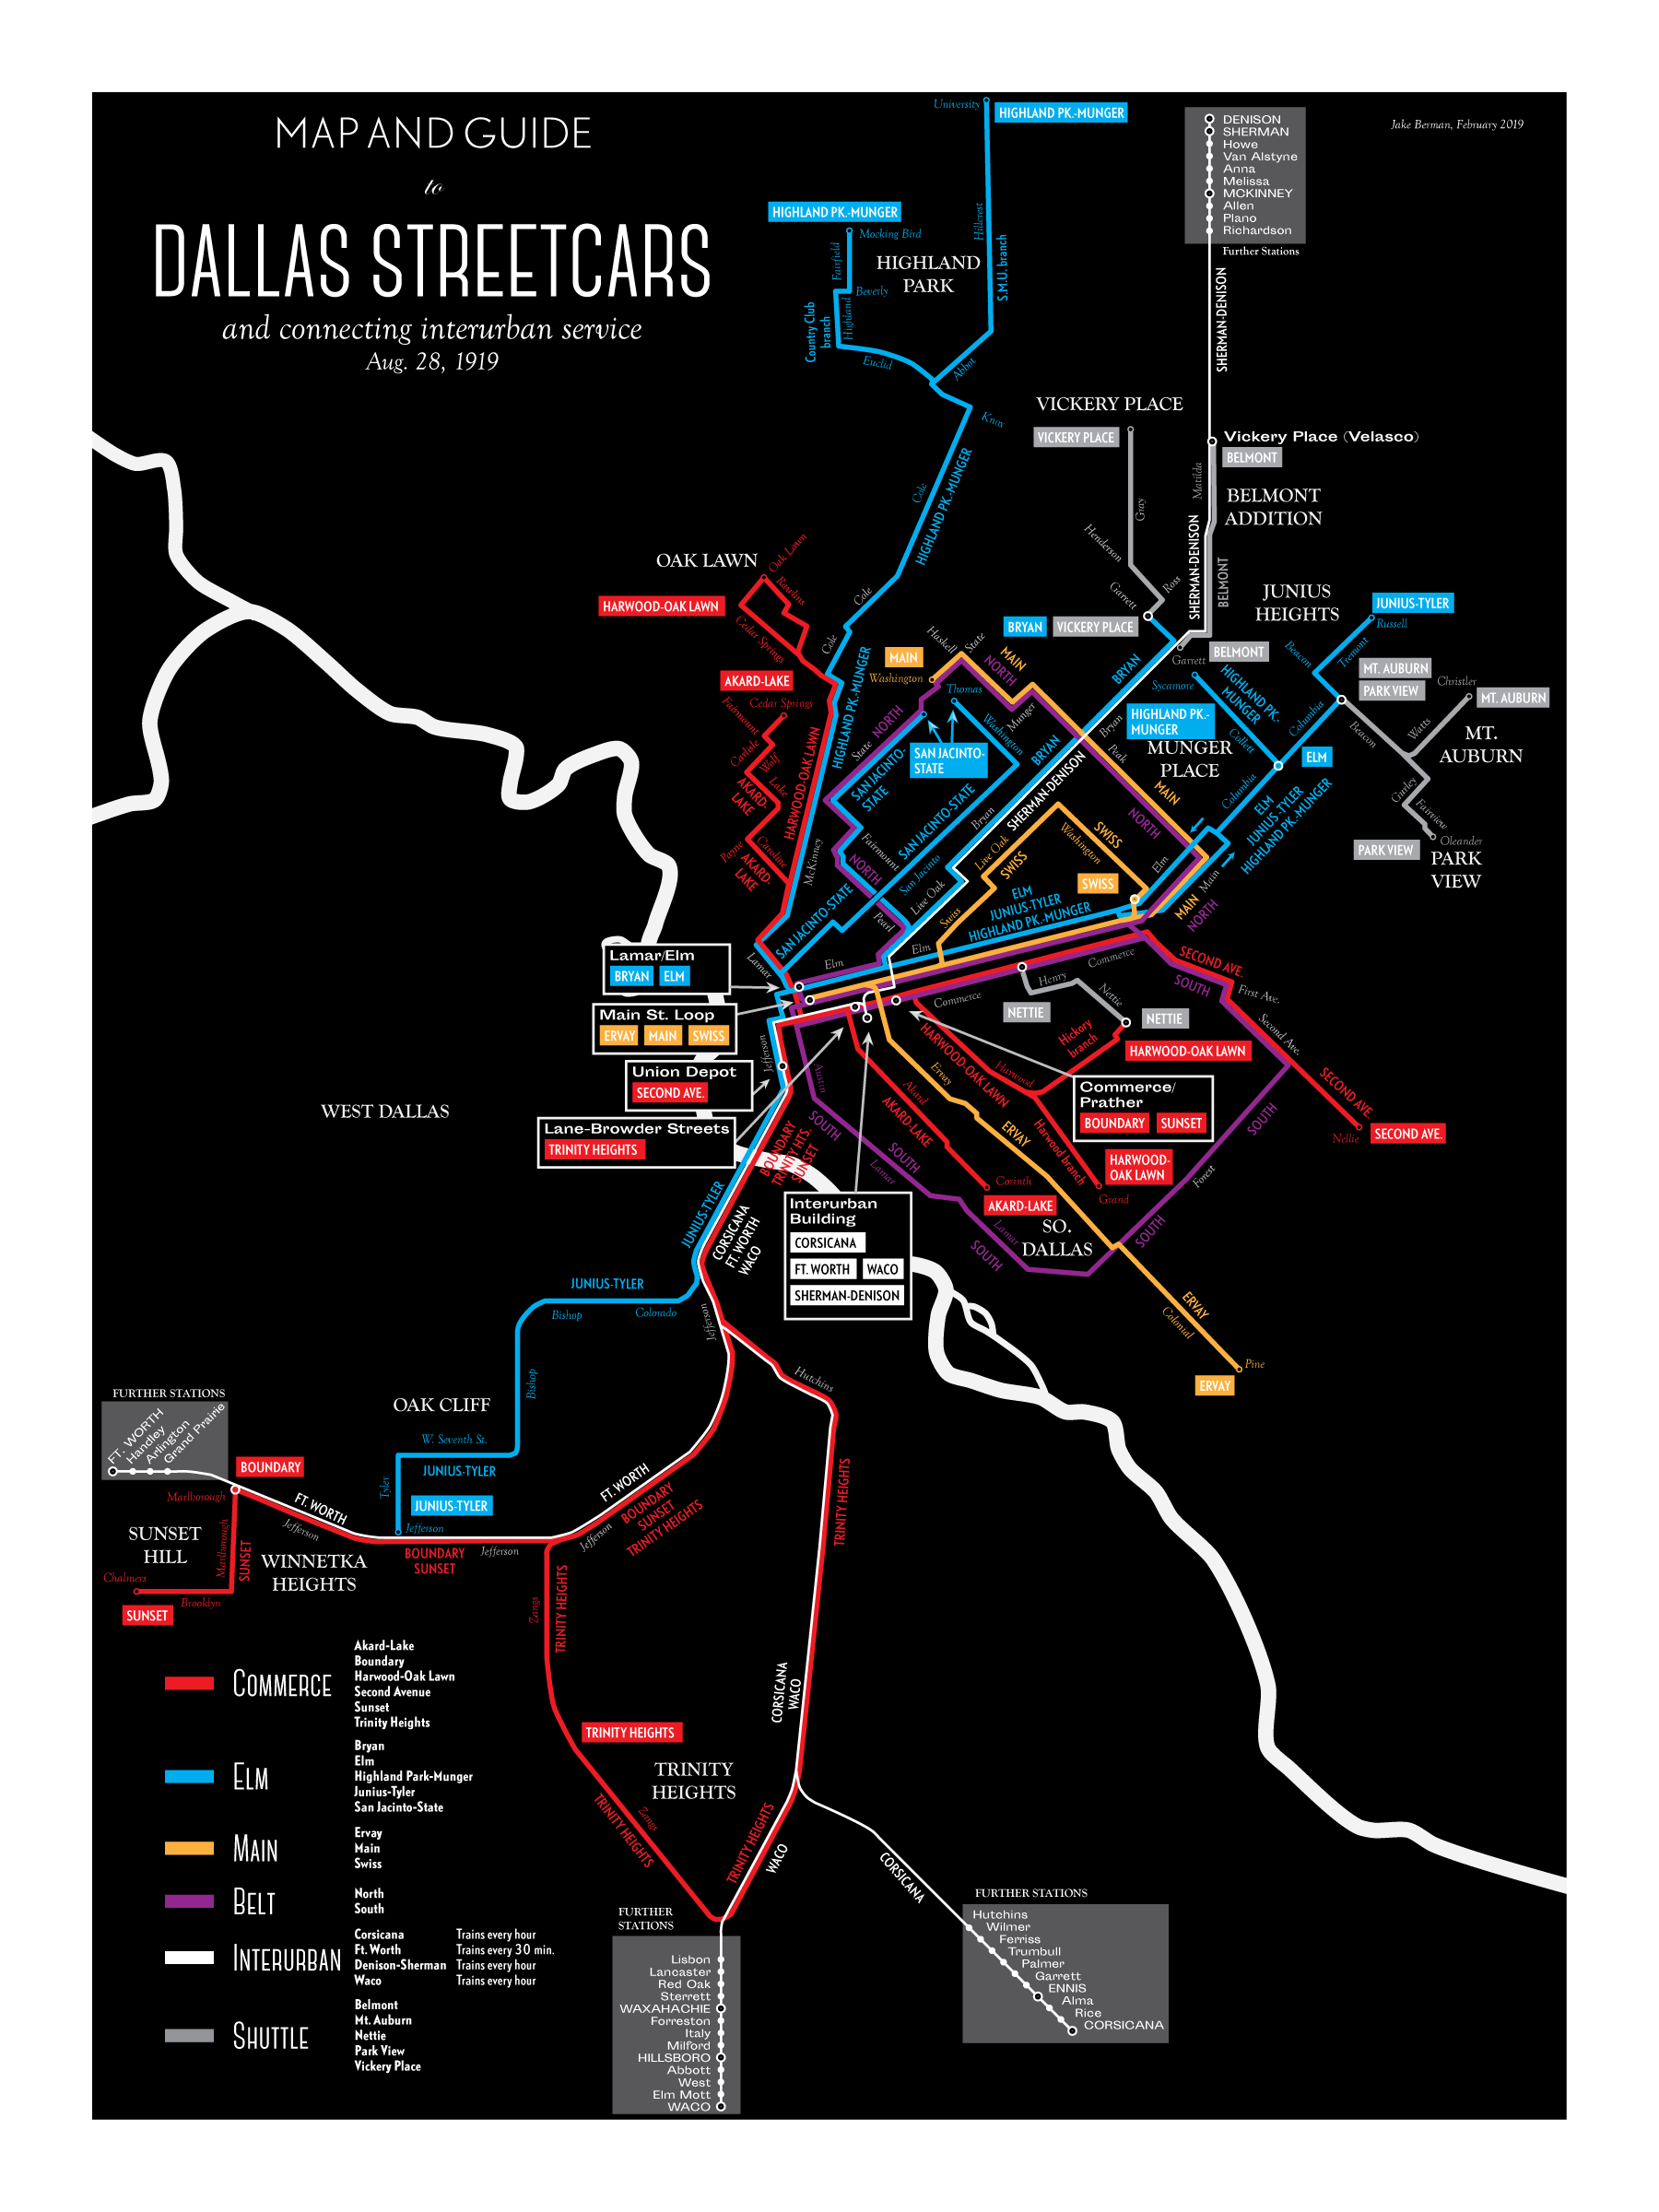 MAP AND GUIDE
to
DALLAS STREETCARS
and connecting interurban service
Aug. 28, 1919
Jake Berman, February 2019
University
HIGHLAND PK.-MUNGER
DENISON
SHERMAN
Howe
Van Alstyne
Anna
Melissa
MCKINNEY
Allen
Plano
Richardson
Further Stations
HIGHLAND PK.-MUNGER
Mocking Bird
Fairfield
HIGHLAND
PARK
Hillcrest
S.M.U. branch
Beverly
Highland
Country Club
branch
Euclid
Abbot
Knox
SHERMAN-DENISON
VICKERY PLACE
VICKERY PLACE
Vickery Place (Velasco)
BELMONT
Matilda
BELMONT
ADDITION
Gray
Cole
HIGHLAND PK.-MUNGER
Henderson
SHERMAN-DENISON
BELMONT
OAK LAWN
Oak Lawn
Rawlins
HARWOOD-OAK LAWN
Cedar Springs
Cole
Cole
Garrett
Ross
BRYAN
VICKERY PLACE
JUNIUS
HEIGHTS
JUNIUS-TYLER
Russell
Beacon
Tremont
Garrett
BELMONT
MT. AUBURN
PARK VIEW
Christler
MT. AUBURN
Haskell
State
MAIN
NORTH
MAIN
Washington
BRYAN
Sycamore
HIGHLAND PK.
MUNGER
AKARD-LAKE
Cedar Springs
Fairmount
Carlisle
Wolf
Lake
AKARD-
LAKE
HARWOOD-OAK LAWN
HIGHLAND PK.-MUNGER
Thomas
Washington
Munger
NORTH
State
SAN JACINTO-
STATE
SAN JACINTO-
STATE
HIGHLAND PK.-
MUNGER
Collett
Columbia
Beacon
Watts
MT.
AUBURN
Bryan
Peak
BRYAN
MUNGER
PLACE
ELM
Gurley
Fairview
Oleander
PARK VIEW
PARK
VIEW
MAIN
NORTH
Columbia
ELM
JUNIUS-TYLER
HIGHLAND PK.-MUNGER
SHERMAN-DENISON
Bryan
SAN JACINTO-STATE
Payne
Caroline
AKARD-
LAKE
McKinney
Fairmount
NORTH
San Jacinto
Live Oak
SWISS
Washington
SWISS
SWISS
Elm
Main
MAIN
NORTH
SAN JACINTO-STATE
Pearl
Live Oak
Swiss
ELM
JUNIUS-TYLER
HIGHLAND PK.-MUNGER
Lamar
Elm
Elm
Lamar/Elm
BRYAN
ELM
Main St. Loop
ERVAY
MAIN
SWISS
Union Depot
SECOND AVE.
Lane-Browder Streets
TRINITY HEIGHTS
Jefferson
Commerce
Commerce
Henry
Nettie
NETTIE
NETTIE
SECOND AVE.
SOUTH
First Ave.
Second Ave.
HARWOOD-OAK LAWN
Harwood
Hickory
branch
HARWOOD-OAK LAWN
Commerce/
Prather
BOUNDARY
SUNSET
SECOND AVE.
Nellie
SECOND AVE.
Austin
SOUTH
SOUTH
Lamar
Akard
AKARD-LAKE
Ervay
ERVAY
Harwood branch
HARWOOD-
OAK LAWN
Grand
Corinth
AKARD-LAKE
SOUTH
Forest
SOUTH
Lamar
SOUTH
SO.
DALLAS
ERVAY
Colonial
Pine
ERVAY
WEST DALLAS
BOUNDARY
TRINITY HTS.
SUNSET
JUNIUS-TYLER
CORSICANA
FT. WORTH
WACO
Interurban
Building
CORSICANA
FT. WORTH
WACO
SHERMAN-DENISON
JUNIUS-TYLER
Bishop
Colorado
Jefferson
Hutchins
Bishop
OAK CLIFF
W. Seventh St.
JUNIUS-TYLER
Tyler
JUNIUS-TYLER
Jefferson
FURTHER STATIONS
FT. WORTH
Handley
Arlington
Grand Prairie
BOUNDARY
Marlborough
FT. WORTH
Jefferson
SUNSET
HILL
Marlborough
SUNSET
WINNETKA
HEIGHTS
Chalmers
Brooklyn
SUNSET
BOUNDARY
SUNSET
Jefferson
FT. WORTH
Jefferson
BOUNDARY
SUNSET
TRINITY HEIGHTS
TRINITY HEIGHTS
Zangs
TRINITY HEIGHTS
TRINITY HEIGHTS
TRINITY
HEIGHTS
CORSICANA
WACO
Zangs
TRINITY HEIGHTS
TRINITY HEIGHTS
WACO
CORSICANA
COMMERCE
Akard-Lake
Boundary
Harwood-Oak Lawn
Second Avenue
Sunset
Trinity Heights
ELM
Bryan
Elm
Highland Park-Munger
Junius-Tyler
San Jacinto-State
MAIN
Ervay
Main
Swiss
BELT
North
South
INTERURBAN
Corsicana Trains every hour
Ft. Worth Trains every 30 min.
Denison-Sherman Trains every hour
Waco Trains every hour
SHUTTLE
Belmont
Mt. Auburn
Nettie
Park View
Vickery Place
FURTHER
STATIONS
Lisbon
Lancaster
Red Oak
Sterrett
WAXAHACHIE
Forreston
Italy
Milford
HILLSBORO
Abbott
West
Elm Mott
WACO
FURTHER STATIONS
Hutchins
Wilmer
Ferriss
Trumbull
Palmer
Garrett
ENNIS
Alma
Rice
CORSICANA